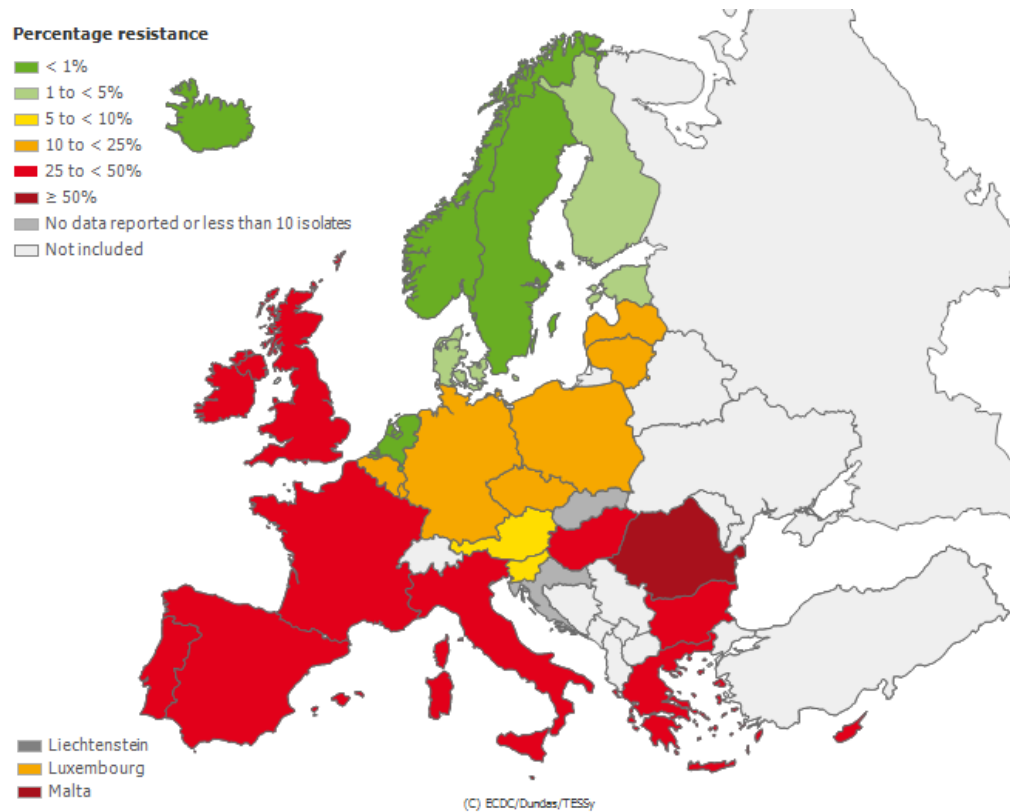 Percentage resistance
< 1%
1 to < 5%
5 to < 10%
10 to < 25%
25 to < 50%
≥ 50%
No data reported or less than 10 isolates
Not included
Liechtenstein
Luxembourg
Malta
(C) ECDC/Dundas/TESSy